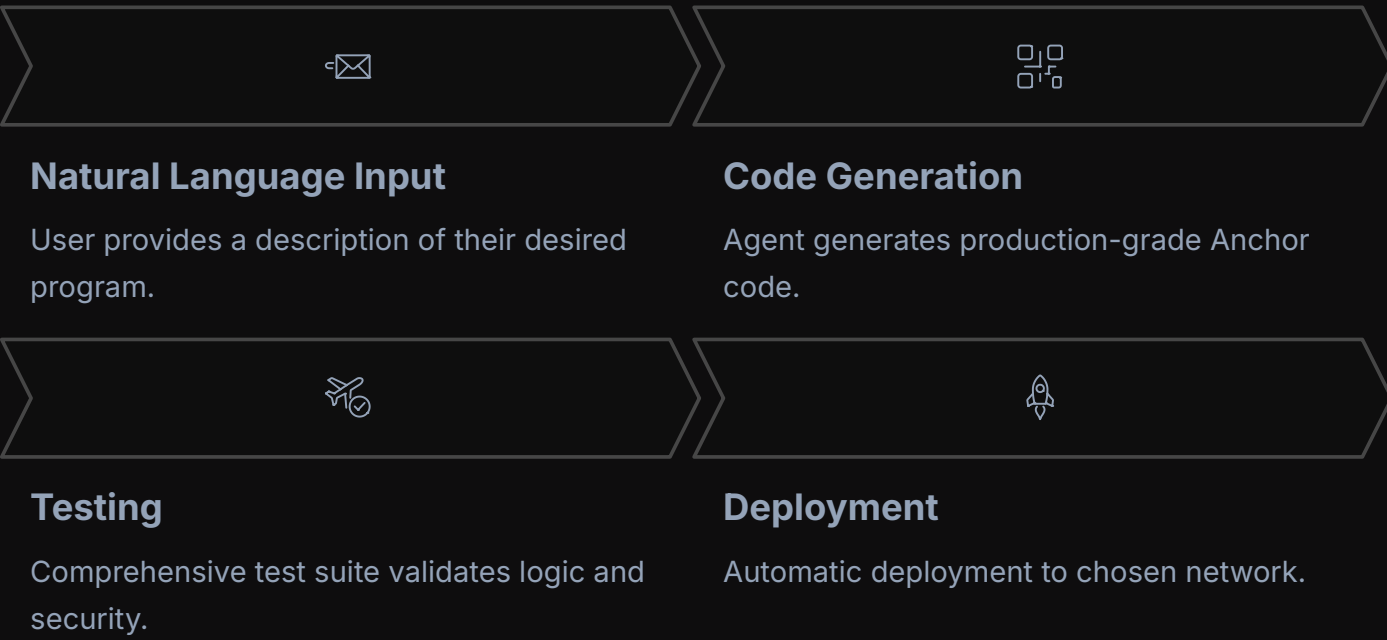 Natural Language Input
User provides a description of their desired
program.
Code Generation
Agent generates production-grade Anchor
code.
Testing
Comprehensive test suite validates logic and
security.
Deployment
Automatic deployment to chosen network.